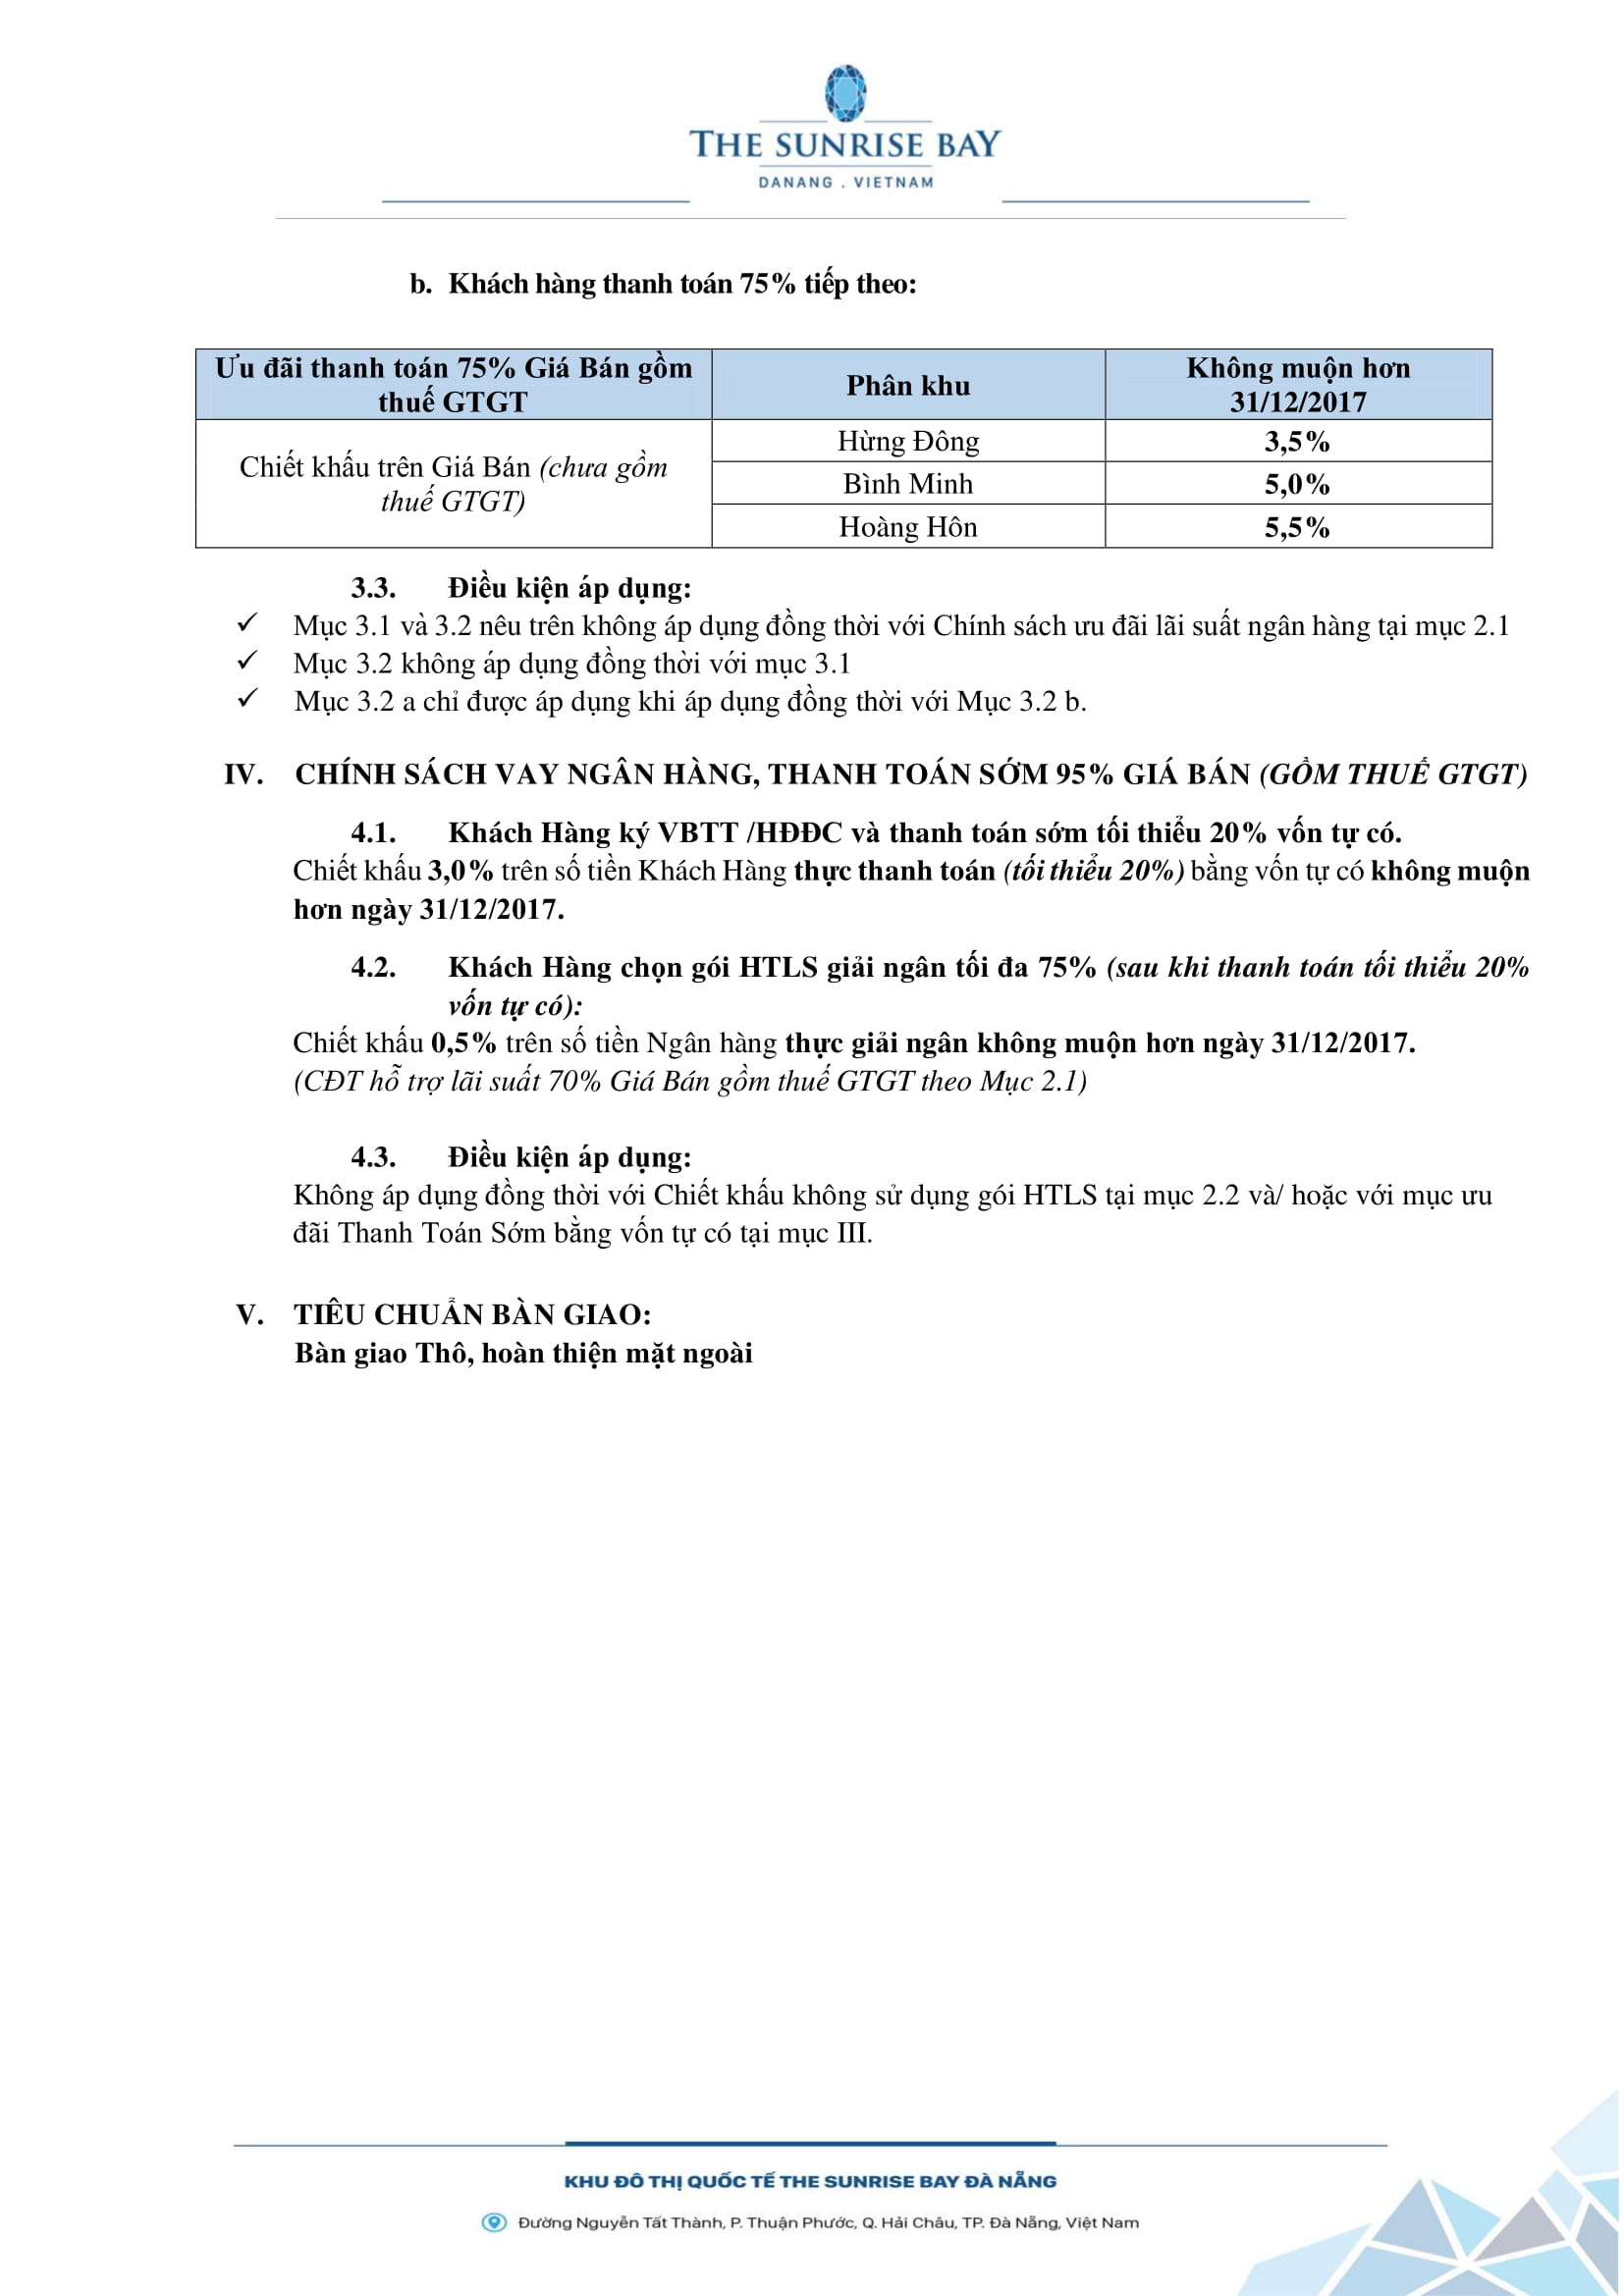 THE SUNRISE BAY
DANANG . VIETNAM
b. Khách hàng thanh toán 75% tiếp theo:
Ưu đãi thanh toán 75% Giá Bán gồm
thuế GTGT
Phân khu
Không muộn hơn
31/12/2017
Chiết khấu trên Giá Bán (chưa gồm
thuế GTGT)
Hừng Đông
3,5%
Bình Minh
5,0%
Hoàng Hôn
5,5%
3.3. Điều kiện áp dụng:
✓ Mục 3.1 và 3.2 nêu trên không áp dụng đồng thời với Chính sách ưu đãi lãi suất ngân hàng tại mục 2.1
✓ Mục 3.2 không áp dụng đồng thời với mục 3.1
✓ Mục 3.2 a chỉ được áp dụng khi áp dụng đồng thời với Mục 3.2 b.
IV. CHÍNH SÁCH VAY NGÂN HÀNG, THANH TOÁN SỚM 95% GIÁ BÁN (GỒM THUẾ GTGT)
4.1. Khách Hàng ký VBTT /HĐĐC và thanh toán sớm tối thiểu 20% vốn tự có.
Chiết khấu 3,0% trên số tiền Khách Hàng thực thanh toán (tối thiểu 20%) bằng vốn tự có không muộn
hơn ngày 31/12/2017.
4.2. Khách Hàng chọn gói HTLS giải ngân tối đa 75% (sau khi thanh toán tối thiểu 20%
vốn tự có):
Chiết khấu 0,5% trên số tiền Ngân hàng thực giải ngân không muộn hơn ngày 31/12/2017.
(CĐT hỗ trợ lãi suất 70% Giá Bán gồm thuế GTGT theo Mục 2.1)
4.3. Điều kiện áp dụng:
Không áp dụng đồng thời với Chiết khấu không sử dụng gói HTLS tại mục 2.2 và/ hoặc với mục ưu
đãi Thanh Toán Sớm bằng vốn tự có tại mục III.
V. TIÊU CHUẨN BÀN GIAO:
Bàn giao Thô, hoàn thiện mặt ngoài
KHU ĐÔ THỊ QUỐC TẾ THE SUNRISE BAY ĐÀ NẴNG
Đường Nguyễn Tất Thành, P. Thuận Phước, Q. Hải Châu, TP. Đà Nẵng, Việt Nam